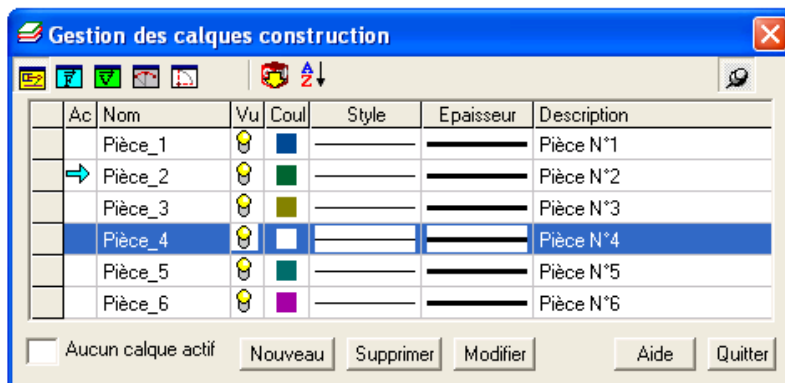 Gestion des calques construction
Ac Nom Vu Coul Style Epaisseur Description
Pièce_1 Pièce N°1
Pièce_2 Pièce N°2
Pièce_3 Pièce N°3
Pièce_4 Pièce N°4
Pièce_5 Pièce N°5
Pièce_6 Pièce N°6
Aucun calque actif Nouveau Supprimer Modifier Aide Quitter